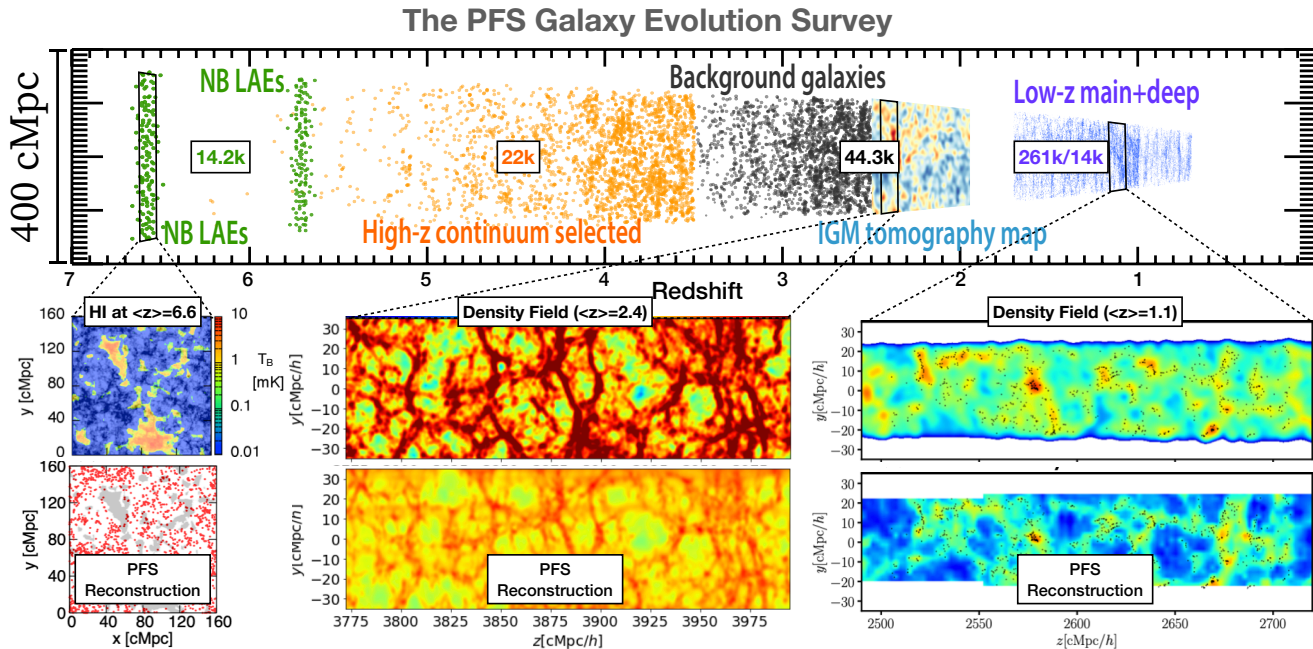 The PFS Galaxy Evolution Survey
400 cMpc
NB LAEs
Background galaxies
Low-z main+deep
14.2k
22k
44.3k
261k/14k
NB LAEs
High-z continuum selected
IGM tomography map
7
6
5
4
3
2
1
Redshift
HI at <z>=6.6
160
120
80
40
0
y [cMpc]
10
1
0.1
0.01
T_B
[mK]
160
120
80
40
0
y [cMpc]
PFS
Reconstruction
0 40 80 120 160
x [cMpc]
Density Field (<z>=2.4)
30
20
10
0
−10
−20
−30
y[cMpc/h]
30
20
10
0
−10
−20
−30
y[cMpc/h]
PFS
Reconstruction
3775 3800 3825 3850 3875 3900 3925 3950 3975
z[cMpc/h]
Density Field (<z>=1.1)
30
20
10
0
−10
−20
−30
y[cMpc/h]
30
20
10
0
−10
−20
−30
y[cMpc/h]
PFS
Reconstruction
2500 2550 2600 2650 2700
z[cMpc/h]